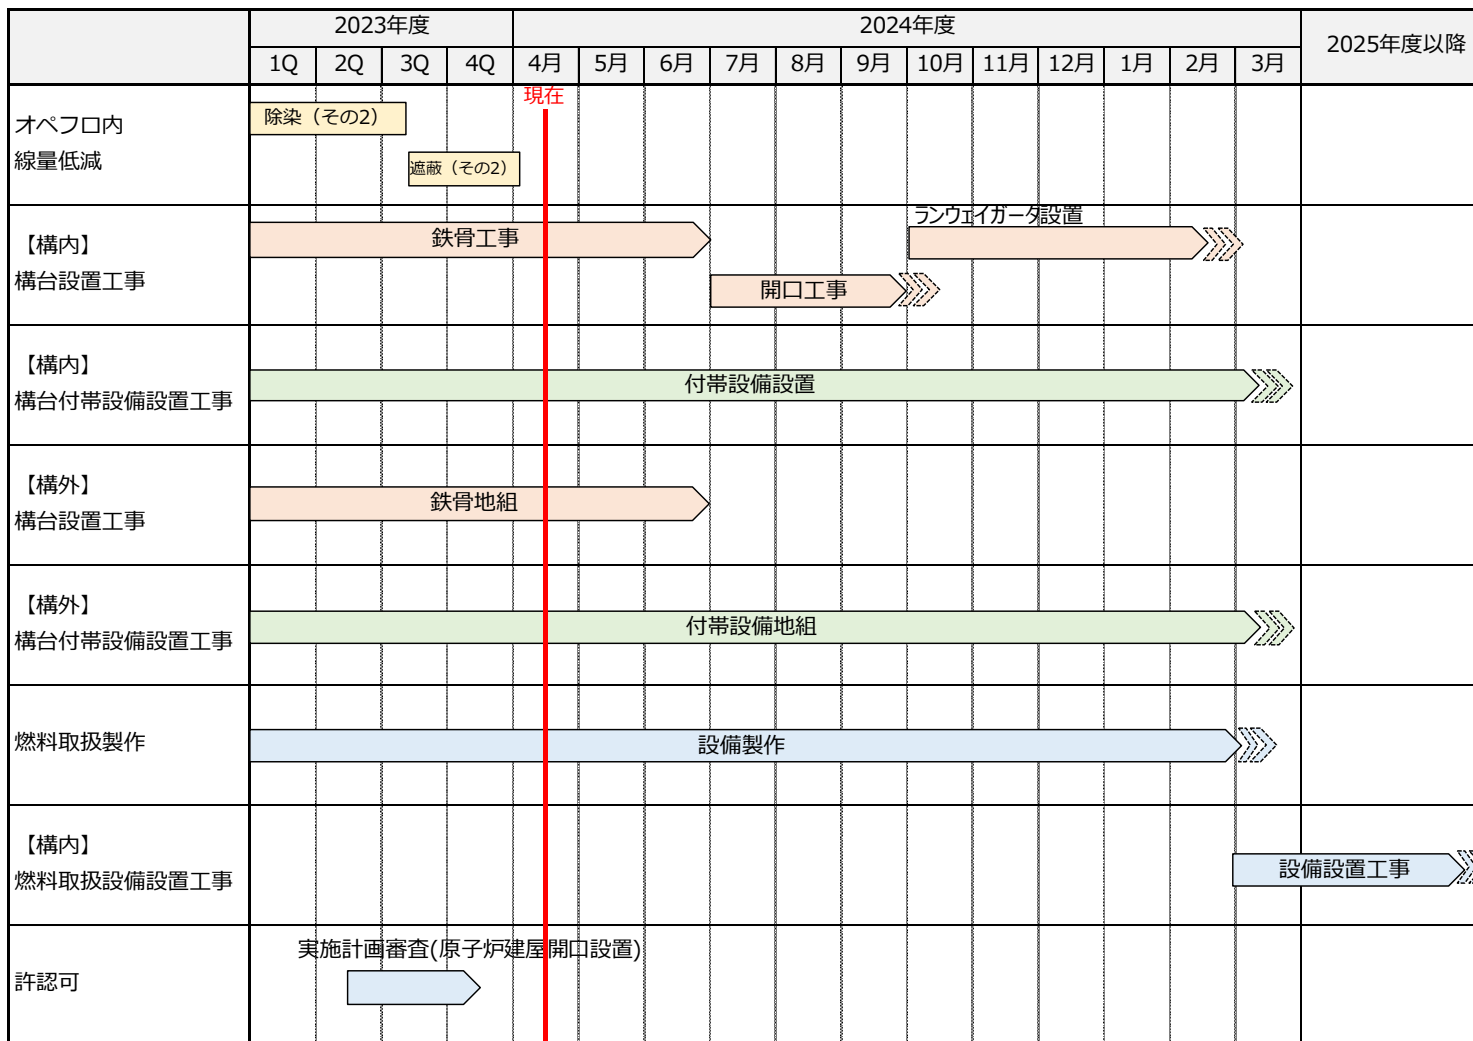 2023年度
2024年度
2025年度以降
1Q 2Q 3Q 4Q 4月 5月 6月 7月 8月 9月 10月 11月 12月 1月 2月 3月
現在
オペフロ内
線量低減
除染（その2）
遮蔽（その2）
【構内】
構台設置工事
鉄骨工事
ランウェイガータ設置
開口工事
【構内】
構台付帯設備設置工事
付帯設備設置
【構外】
構台設置工事
鉄骨地組
【構外】
構台付帯設備設置工事
付帯設備地組
燃料取扱製作
設備製作
【構内】
燃料取扱設備設置工事
設備設置工事
許認可
実施計画審査(原子炉建屋開口設置)